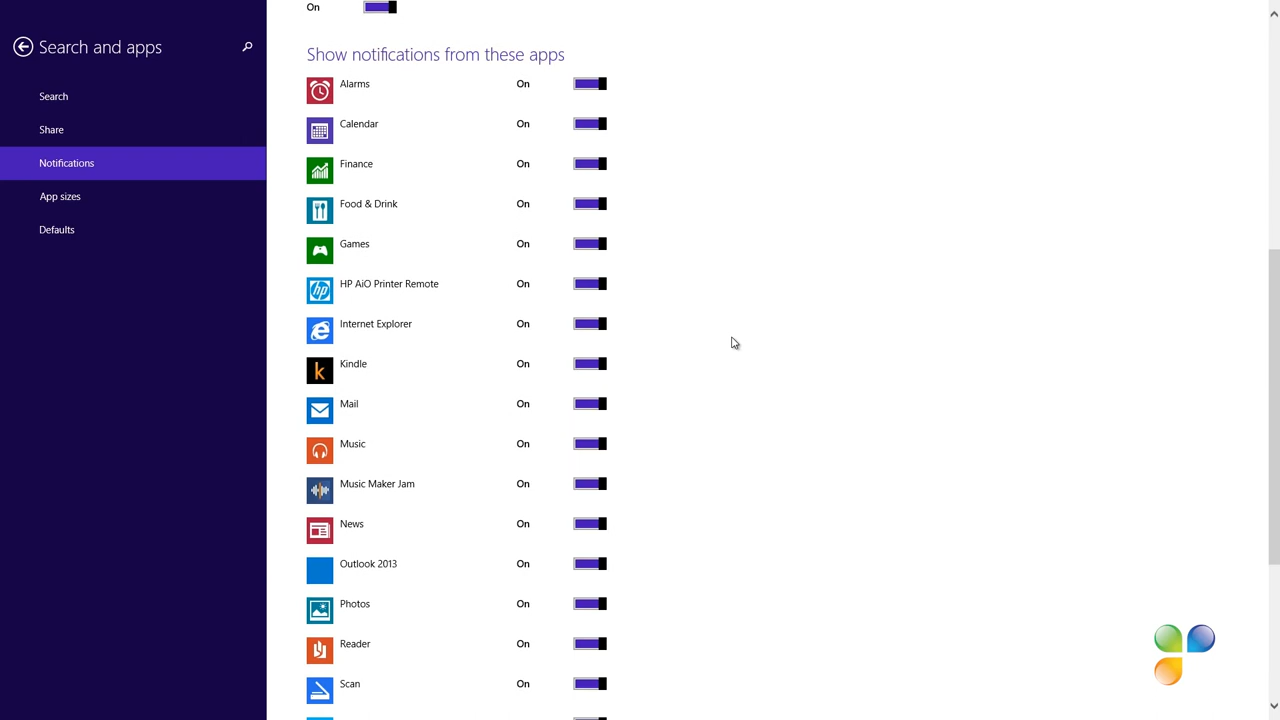 On
Search and apps
Search
Share
Notifications
App sizes
Defaults
Show notifications from these apps
Alarms On
Calendar On
Finance On
Food & Drink On
Games On
hp HP AiO Printer Remote On
Internet Explorer On
k Kindle On
Mail On
Music On
Music Maker Jam On
News On
Outlook 2013 On
Photos On
Reader On
Scan On